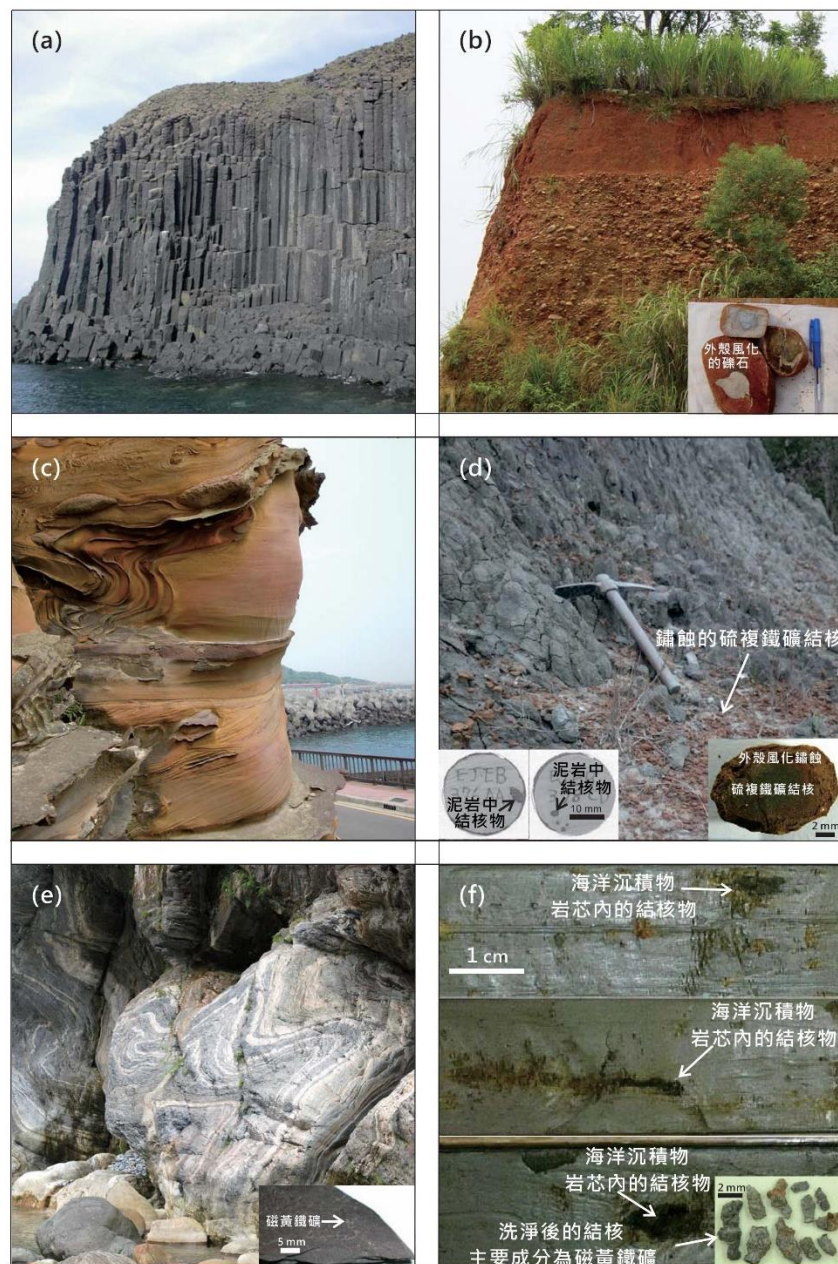 (a)
(b)
外殼風化
的礫石
(c)
(d)
鏽蝕的硫複鐵礦結核
泥岩中
結核物
泥岩中
結核物
10 mm
外殼風化鏽蝕
硫複鐵礦結核
2 mm
(e)
磁黃鐵礦
5 mm
(f)
海洋沉積物
岩芯內的結核物
1 cm
海洋沉積物
岩芯內的結核物
海洋沉積物
岩芯內的結核物
洗淨後的結核
主要成分為磁黃鐵礦
2 mm